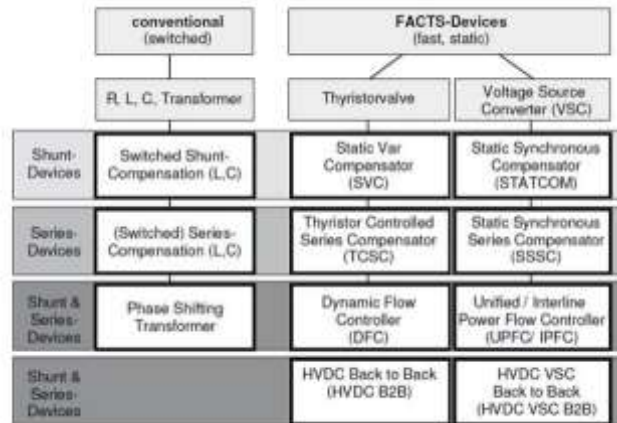 conventional
(switched)
FACTS-Devices
(fast, static)
R, L, C, Transformer
Thyristorvalve
Voltage Source
Converter (VSC)
Shunt-
Devices
Switched Shunt-
Compensation (L,C)
Static Var
Compensator
(SVC)
Static Synchronous
Compensator
(STATCOM)
Series-
Devices
(Switched) Series-
Compensation (L,C)
Thyristor Controlled
Series Compensator
(TCSC)
Static Synchronous
Series Compensator
(SSSC)
Shunt &
Series-
Devices
Phase Shifting
Transformer
Dynamic Flow
Controller
(DFC)
Unified / Interline
Power Flow Controller
(UPFC/ IPFC)
Shunt &
Series-
Devices
HVDC Back to Back
(HVDC B2B)
HVDC VSC
Back to Back
(HVDC VSC B2B)